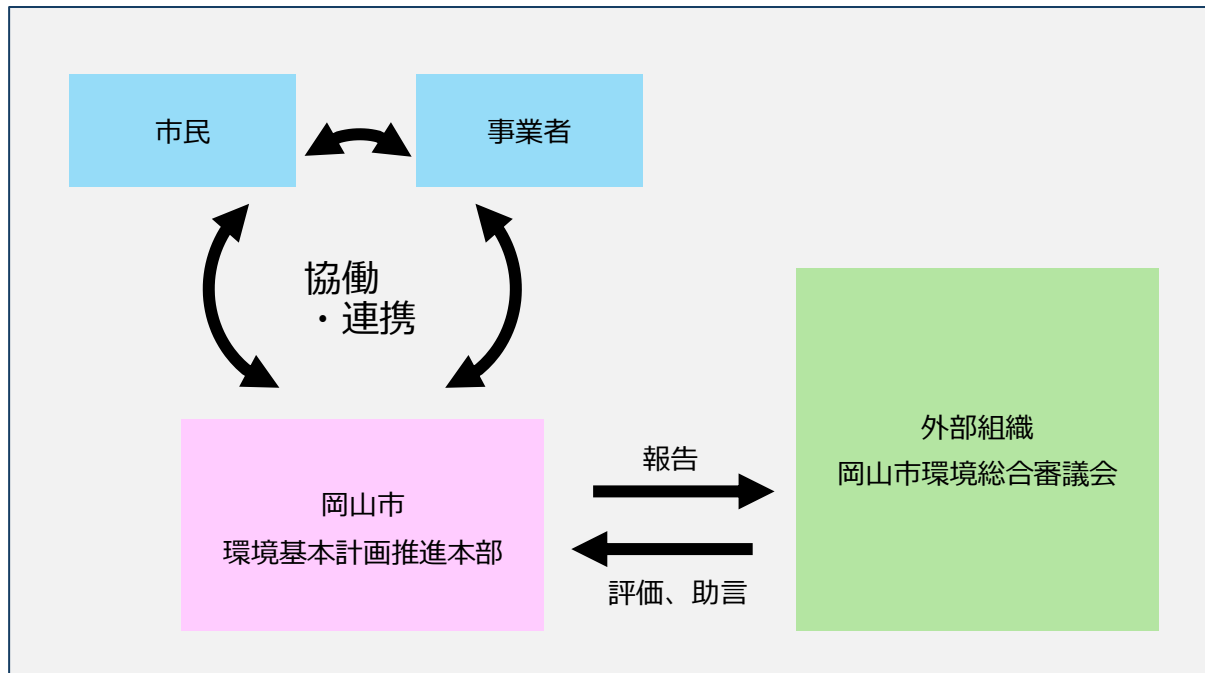 市民
事業者
協働
・連携
岡山市
環境基本計画推進本部
報告
評価、助言
外部組織
岡山市環境総合審議会